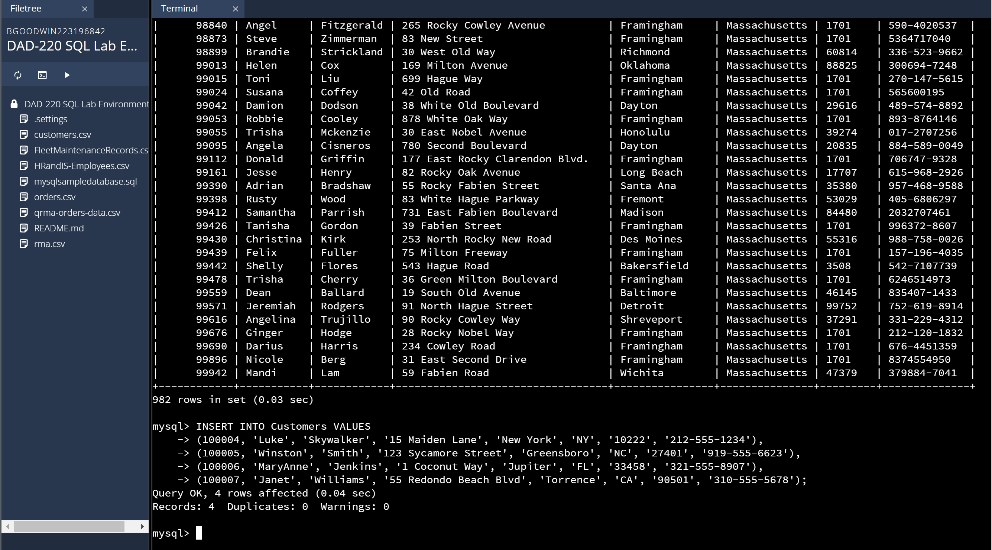 Filetree × Terminal ×
BGOODWIN223196842
DAD-220 SQL Lab E...
DAD 220 SQL Lab Environment
.settings
customers.csv
FleetMaintenanceRecords.cs
HRandIS-Employees.csv
mysqlsampledatabase.sql
orders.csv
qrma-orders-data.csv
README.md
rma.csv
| 98840 | Angel | Fitzgerald | 265 Rocky Cowley Avenue | Framingham | Massachusetts | 1701 | 590-4020537 |
| 98873 | Steve | Zimmerman | 83 New Street | Framingham | Massachusetts | 1701 | 5364717040 |
| 98899 | Brandie | Strickland | 30 West Old Way | Richmond | Massachusetts | 60814 | 336-523-9662 |
| 99013 | Helen | Cox | 169 Milton Avenue | Oklahoma | Massachusetts | 88825 | 300694-7248 |
| 99015 | Toni | Liu | 699 Hague Way | Framingham | Massachusetts | 1701 | 270-147-5615 |
| 99024 | Susana | Coffey | 42 Old Road | Framingham | Massachusetts | 1701 | 565600195 |
| 99042 | Damion | Dodson | 38 White Old Boulevard | Dayton | Massachusetts | 29616 | 489-574-8892 |
| 99053 | Robbie | Cooley | 878 White Oak Way | Framingham | Massachusetts | 1701 | 893-8764146 |
| 99055 | Trisha | Mckenzie | 30 East Nobel Avenue | Honolulu | Massachusetts | 39274 | 017-2707256 |
| 99095 | Angela | Cisneros | 780 Second Boulevard | Dayton | Massachusetts | 20835 | 884-589-0049 |
| 99112 | Donald | Griffin | 177 East Rocky Clarendon Blvd. | Framingham | Massachusetts | 1701 | 706747-9328 |
| 99161 | Jesse | Henry | 82 Rocky Oak Avenue | Long Beach | Massachusetts | 17707 | 615-968-2926 |
| 99390 | Adrian | Bradshaw | 55 Rocky Fabien Street | Santa Ana | Massachusetts | 35380 | 957-468-9588 |
| 99398 | Rusty | Wood | 83 White Hague Parkway | Fremont | Massachusetts | 53029 | 405-6806297 |
| 99412 | Samantha | Parrish | 731 East Fabien Boulevard | Madison | Massachusetts | 84480 | 2032707461 |
| 99426 | Tanisha | Gordon | 39 Fabien Street | Framingham | Massachusetts | 1701 | 996372-8607 |
| 99430 | Christina | Kirk | 253 North Rocky New Road | Des Moines | Massachusetts | 55316 | 988-758-0026 |
| 99439 | Felix | Fuller | 75 Milton Freeway | Framingham | Massachusetts | 1701 | 157-196-4035 |
| 99442 | Shelly | Flores | 543 Hague Road | Bakersfield | Massachusetts | 3508 | 542-7107739 |
| 99478 | Trisha | Cherry | 36 Green Milton Boulevard | Framingham | Massachusetts | 1701 | 6246514973 |
| 99559 | Dean | Ballard | 19 South Old Avenue | Baltimore | Massachusetts | 46145 | 835407-1433 |
| 99571 | Jeremiah | Rodgers | 91 North Hague Street | Detroit | Massachusetts | 99752 | 752-619-8914 |
| 99616 | Angelina | Trujillo | 90 Rocky Cowley Way | Shreveport | Massachusetts | 37291 | 331-229-4312 |
| 99676 | Ginger | Hodge | 28 Rocky Nobel Way | Framingham | Massachusetts | 1701 | 212-120-1832 |
| 99690 | Darius | Harris | 234 Cowley Road | Framingham | Massachusetts | 1701 | 676-4451359 |
| 99896 | Nicole | Berg | 31 East Second Drive | Framingham | Massachusetts | 1701 | 8374554950 |
| 99942 | Mandi | Lam | 59 Fabien Road | Wichita | Massachusetts | 47379 | 379884-7041 |
982 rows in set (0.03 sec)
mysql> INSERT INTO Customers VALUES
-> (100004, 'Luke', 'Skywalker', '15 Maiden Lane', 'New York', 'NY', '10222', '212-555-1234'),
-> (100005, 'Winston', 'Smith', '123 Sycamore Street', 'Greensboro', 'NC', '27401', '919-555-6623'),
-> (100006, 'MaryAnne', 'Jenkins', '1 Coconut Way', 'Jupiter', 'FL', '33458', '321-555-8907'),
-> (100007, 'Janet', 'Williams', '55 Redondo Beach Blvd', 'Torrence', 'CA', '90501', '310-555-5678');
Query OK, 4 rows affected (0.04 sec)
Records: 4 Duplicates: 0 Warnings: 0
mysql>